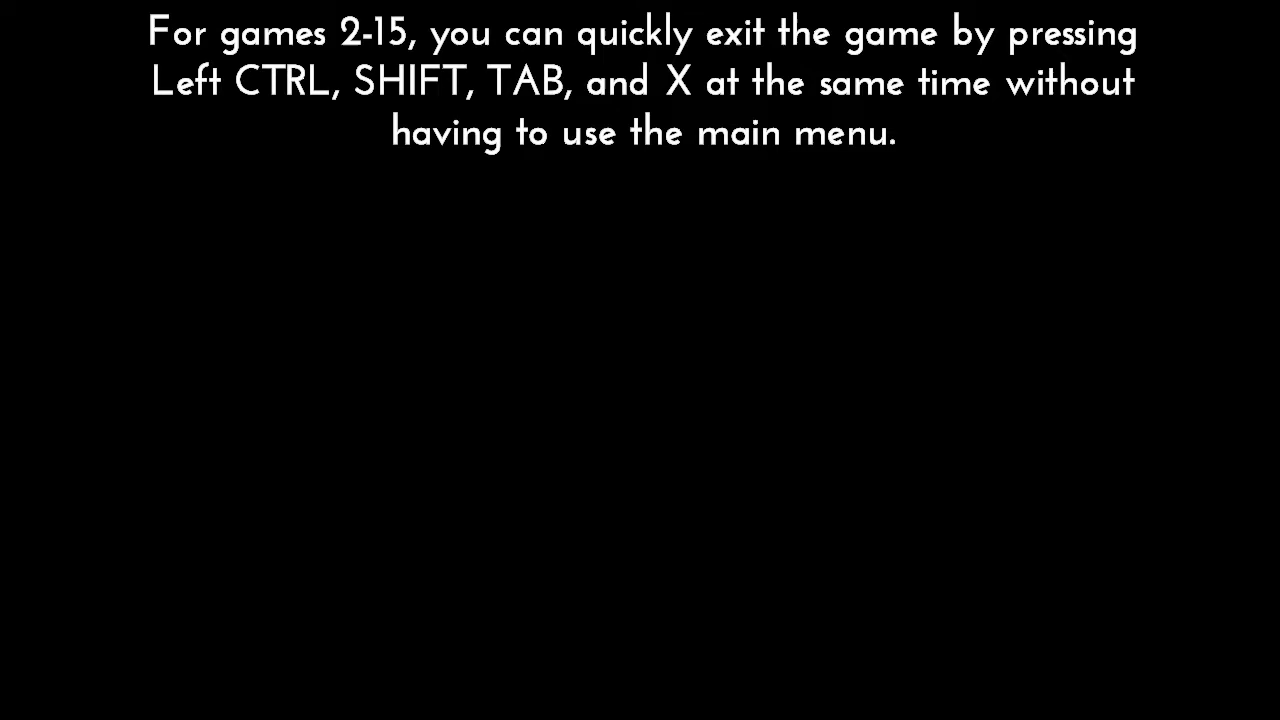 For games 2-15, you can quickly exit the game by pressing
Left CTRL, SHIFT, TAB, and X at the same time without
having to use the main menu.